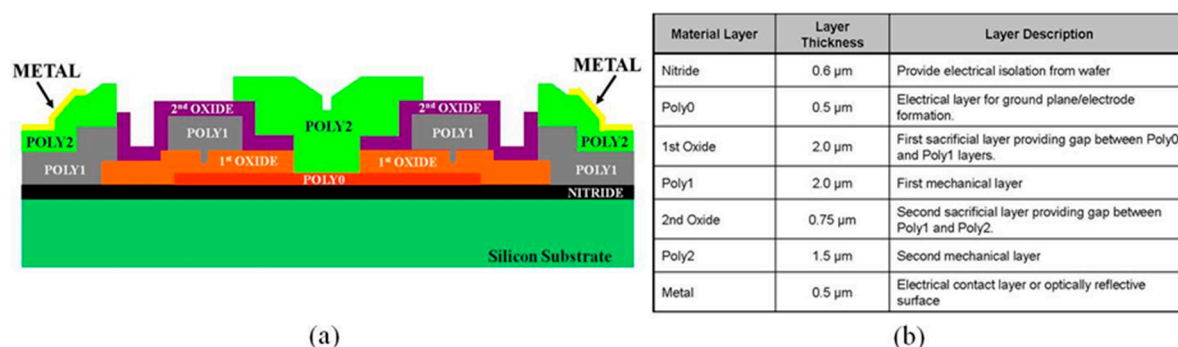 METAL
METAL
2nd OXIDE
2nd OXIDE
POLY1
POLY2
POLY1
POLY2
POLY2
POLY1
1st OXIDE
1st OXIDE
POLY1
POLY0
NITRIDE
Silicon Substrate
(a)
Material Layer
Layer
Thickness
Layer Description
Nitride
0.6 µm
Provide electrical isolation from wafer
Poly0
0.5 µm
Electrical layer for ground plane/electrode
formation.
1st Oxide
2.0 µm
First sacrificial layer providing gap between Poly0
and Poly1 layers.
Poly1
2.0 µm
First mechanical layer
2nd Oxide
0.75 µm
Second sacrificial layer providing gap between
Poly1 and Poly2.
Poly2
1.5 µm
Second mechanical layer
Metal
0.5 µm
Electrical contact layer or optically reflective
surface
(b)